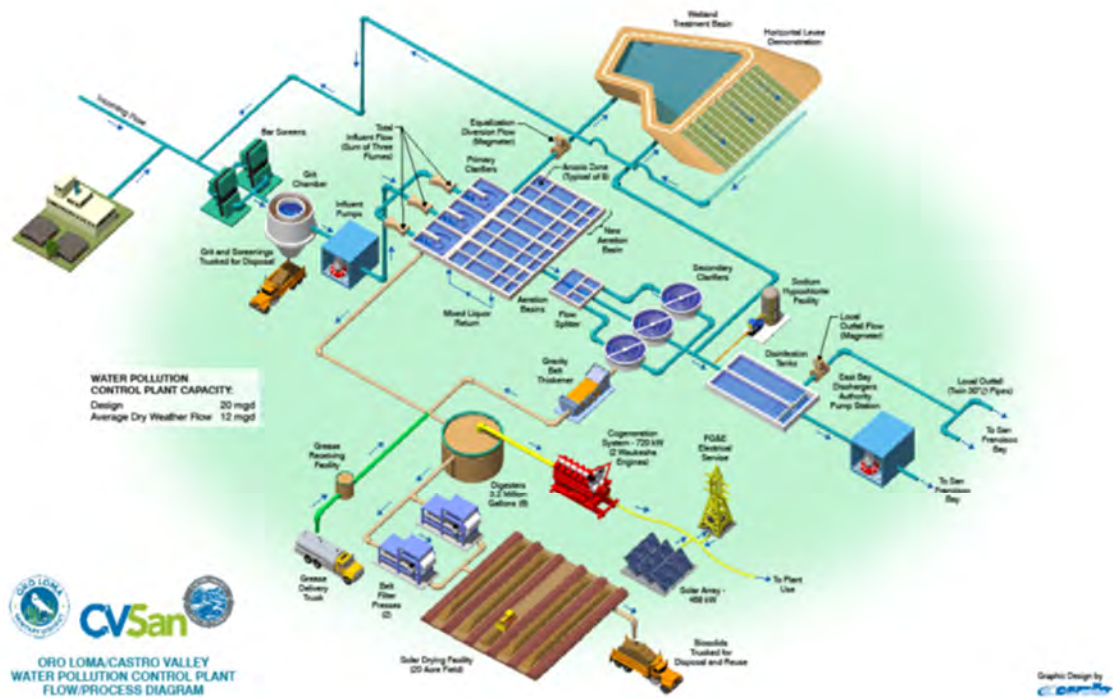 Wetland
Treatment Basin
Horizontal Levee
Demonstration
Incoming Flow
Bar Screens
Total
Influent Flow
(Sum of Three
Flumes)
Equalization
Diversion Flow
(Magmeter)
Primary
Clarifiers
Anoxic Zone
(Typical of 8)
Grit
Chamber
Influent
Pumps
New
Aeration
Basin
Grit and Screenings
Trucked for Disposal
Secondary
Clarifiers
Sodium
Hypochlorite
Facility
Mixed Liquor
Return
Aeration
Basins
Flow
Splitter
Local
Outfall Flow
(Magmeter)
Disinfection
Tanks
Gravity
Belt
Thickener
East Bay
Dischargers
Authority
Pump Station
Local Outfall
To San
Francisco
Bay
To San
Francisco
Bay
WATER POLLUTION
CONTROL PLANT CAPACITY:
Design 20 mgd
Average Dry Weather Flow 12 mgd
Grease
Receiving
Facility
Cogeneration
System - 720 kW
(2 Waukesha
Engines)
PG&E
Electrical
Service
Digesters
Gallons
Grease
Delivery
Truck
Belt
Filter
Presses
(2)
Solar Array -
To Plant
Use
Solar Drying Facility
(20 Acre Field)
Biosolids
Trucked for
Disposal and Reuse
ORO LOMA
SANITARY DISTRICT
CVSan
ORO LOMA/CASTRO VALLEY
WATER POLLUTION CONTROL PLANT
FLOW/PROCESS DIAGRAM
Graphic Design by